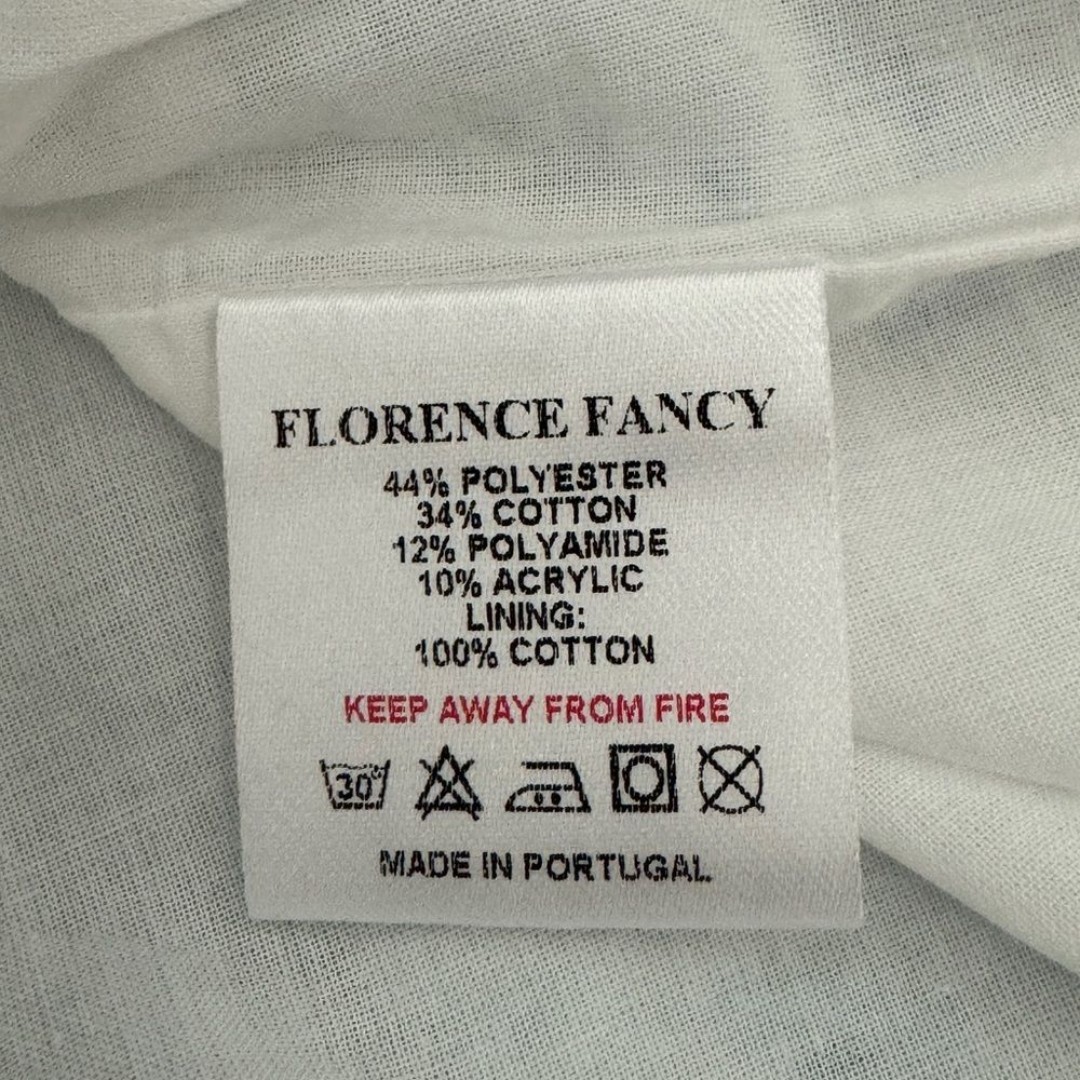 FLORENCE FANCY
44% POLYESTER
34% COTTON
12% POLYAMIDE
10% ACRYLIC
LINING:
100% COTTON
KEEP AWAY FROM FIRE
30°
MADE IN PORTUGAL